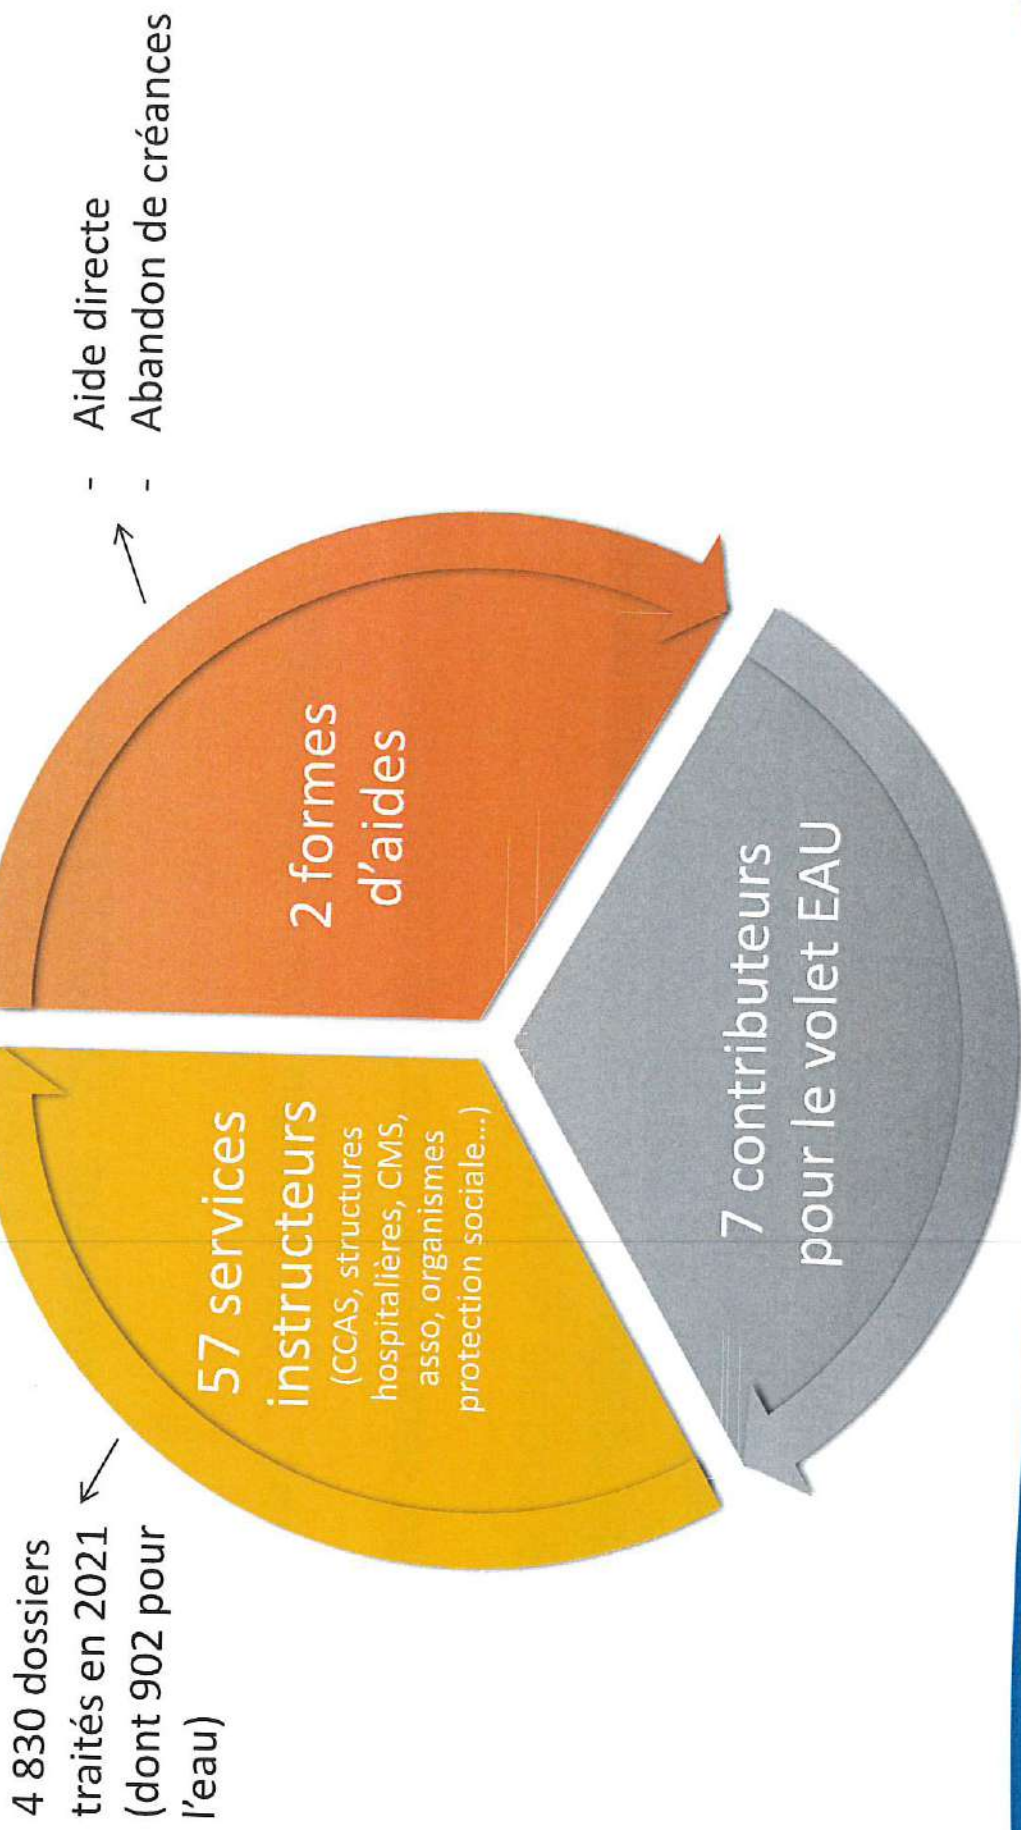 4 830 dossiers
traités en 2021
(dont 902 pour
l'eau)
57 services
instructeurs
(CCAS, structures
hospitalières, CMS,
asso, organismes
protection sociale...)
2 formes
d'aides
- Aide directe
- Abandon de créances
7 contributeurs
pour le volet EAU